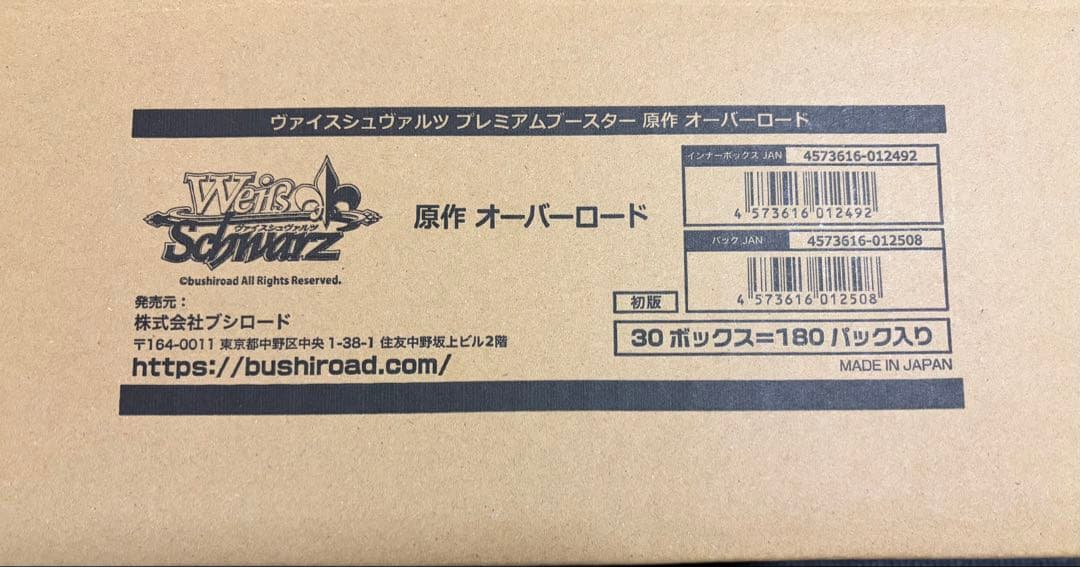 ヴァイスシュヴァルツ プレミアムブースター 原作 オーバーロード
Weiß Schwarz
ヴァイスシュヴァルツ
©bushiroad All Rights Reserved.
原作 オーバーロード
インナーボックス JAN 4573616-012492
4 573616 012492
パック JAN 4573616-012508
4 573616 012508
初版
30 ボックス=180 パック入り
MADE IN JAPAN
発売元:
株式会社ブシロード
〒164-0011 東京都中野区中央 1-38-1 住友中野坂上ビル2階
https://bushiroad.com/